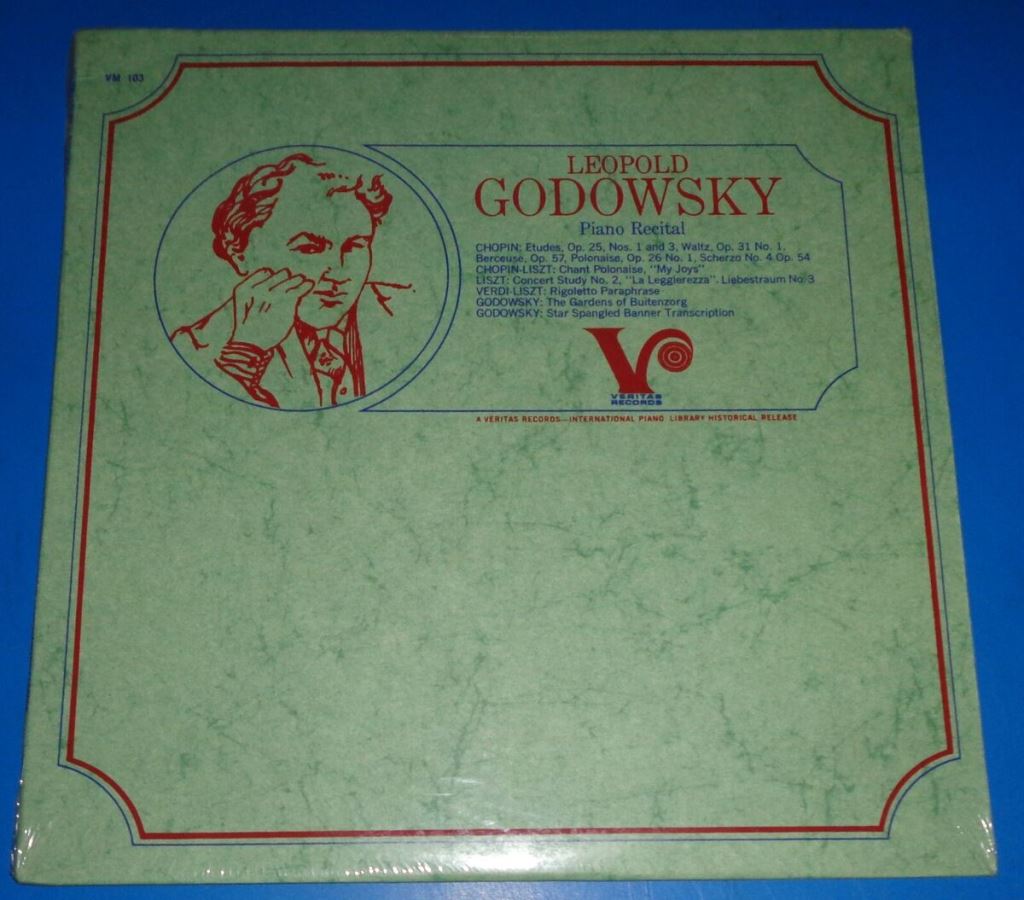 VM 103
LEOPOLD
GODOWSKY
Piano Recital
CHOPIN: Etudes, Op. 25, Nos. 1 and 3, Waltz, Op. 31 No. 1,
Berceuse, Op. 57, Polonaise, Op. 26 No. 1, Scherzo No. 4 Op. 54
CHOPIN-LISZT: Chant Polonaise, "My Joys"
LISZT: Concert Study No. 2, "La Leggierezza". Liebestraum No. 3
VERDI-LISZT: Rigoletto Paraphrase
GODOWSKY: The Gardens of Buitenzorg
GODOWSKY: Star Spangled Banner Transcription
VERITAS
RECORDS
A VERITAS RECORDS—INTERNATIONAL PIANO LIBRARY HISTORICAL RELEASE